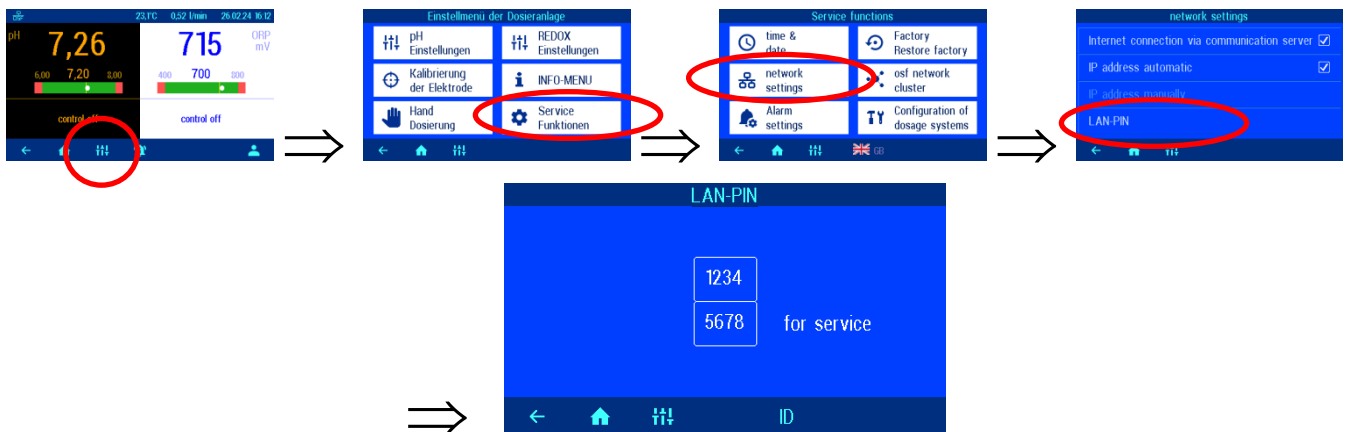 23,1°C 0,52 l/min 26.02.24 16:12
pH 7,26
6,00 7,20 8,00
control off
715 ORP mV
400 700 800
control off
Einstellmenü der Dosieranlage
pH Einstellungen
REDOX Einstellungen
Kalibrierung der Elektrode
INFO-MENU
Hand Dosierung
Service Funktionen
Service functions
time & date
Factory Restore factory
network settings
osf network cluster
Alarm settings
Configuration of dosage systems
GB
network settings
Internet connection via communication server
IP address automatic
IP address manually
LAN-PIN
LAN-PIN
1234
5678 for service
ID